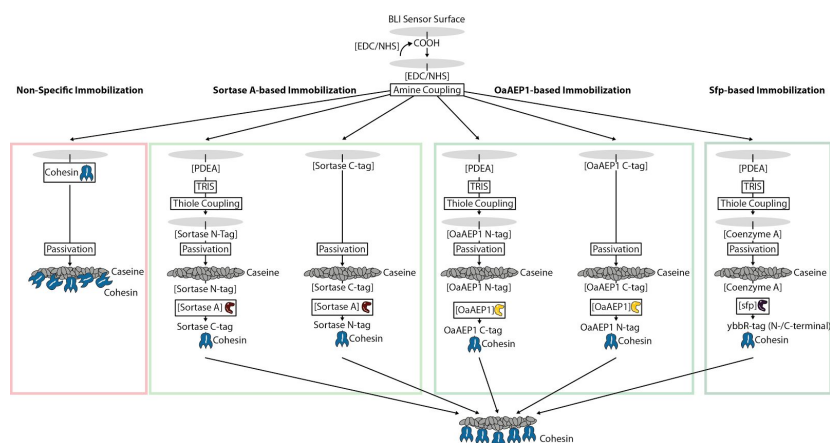 BLI Sensor Surface
[EDC/NHS]
COOH
[EDC/NHS]
Amine Coupling
Non-Specific Immobilization
Sortase A-based Immobilization
OaAEP1-based Immobilization
Sfp-based Immobilization
Cohesin
Passivation
Caseine
Cohesin
[PDEA]
TRIS
Thiole Coupling
[Sortase N-Tag]
Passivation
Caseine
[Sortase N-tag]
[Sortase A]
Sortase C-tag
Cohesin
[Sortase C-tag]
Passivation
Caseine
[Sortase C-tag]
[Sortase A]
Sortase N-tag
Cohesin
[PDEA]
TRIS
Thiole Coupling
[OaAEP1 N-tag]
Passivation
Caseine
[OaAEP1 N-tag]
[OaAEP1]
OaAEP1 C-tag
Cohesin
[OaAEP1 C-tag]
Passivation
Caseine
[OaAEP1 C-tag]
[OaAEP1]
OaAEP1 N-tag
Cohesin
[PDEA]
TRIS
Thiole Coupling
[Coenzyme A]
Passivation
Caseine
[Coenzyme A]
[sfp]
ybbR-tag (N-/C-terminal)
Cohesin
Cohesin